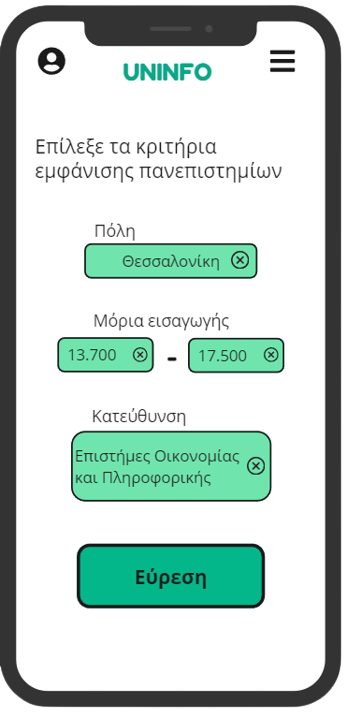 UNINFO
Επίλεξε τα κριτήρια
εμφάνισης πανεπιστημίων
Πόλη
Θεσσαλονίκη
Μόρια εισαγωγής
13.700 - 17.500
Κατεύθυνση
Επιστήμες Οικονομίας
και Πληροφορικής
Εύρεση